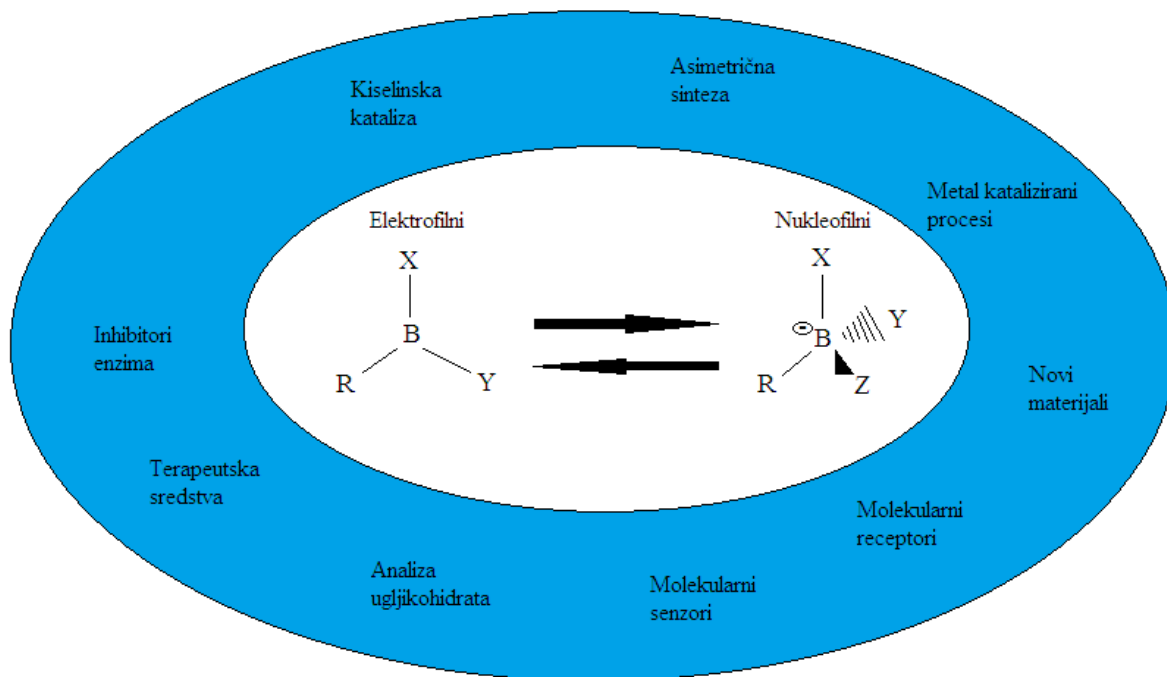 Kiselinska
kataliza
Asimetrična
sinteza
Metal katalizirani
procesi
Elektrofilni
X
B
R
Y
Nukleofilni
X
B
Y
R
Z
Inhibitori
enzima
Novi
materijali
Terapeutska
sredstva
Molekularni
receptori
Analiza
ugljikohidrata
Molekularni
senzori